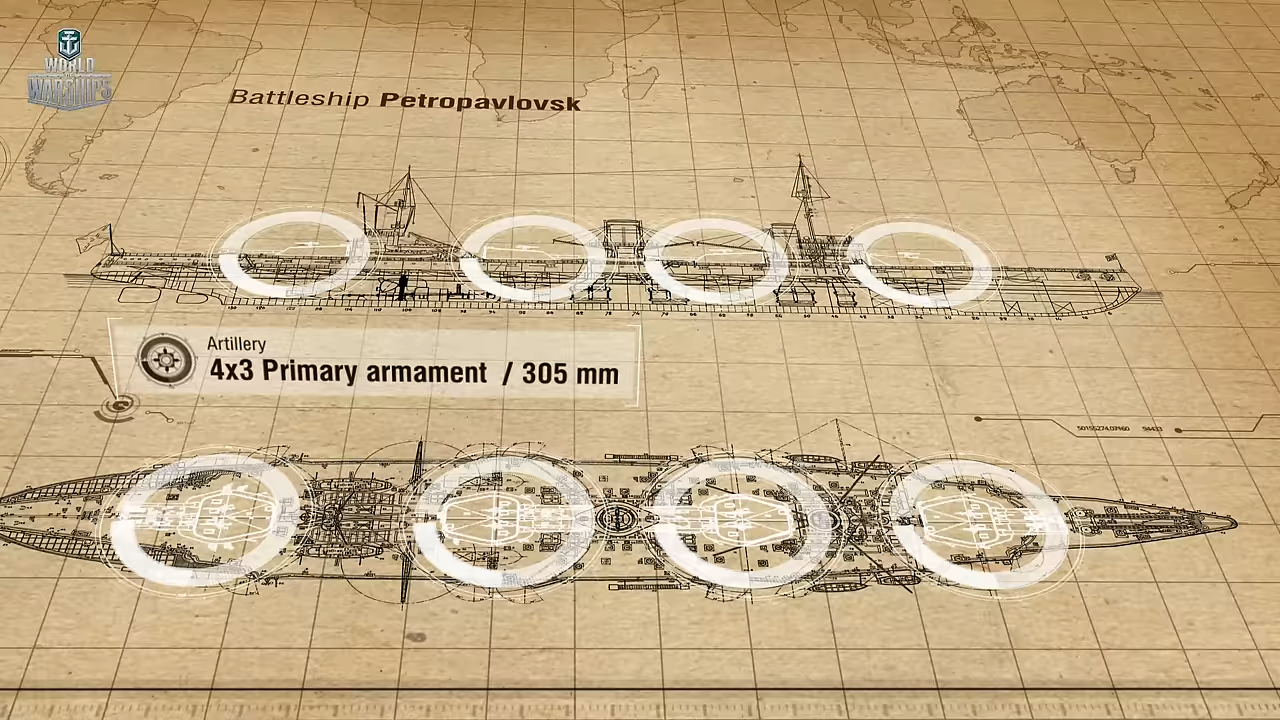 WORLD
OF
WARSHIPS
Battleship Petropavlovsk
Artillery
4x3 Primary armament / 305 mm